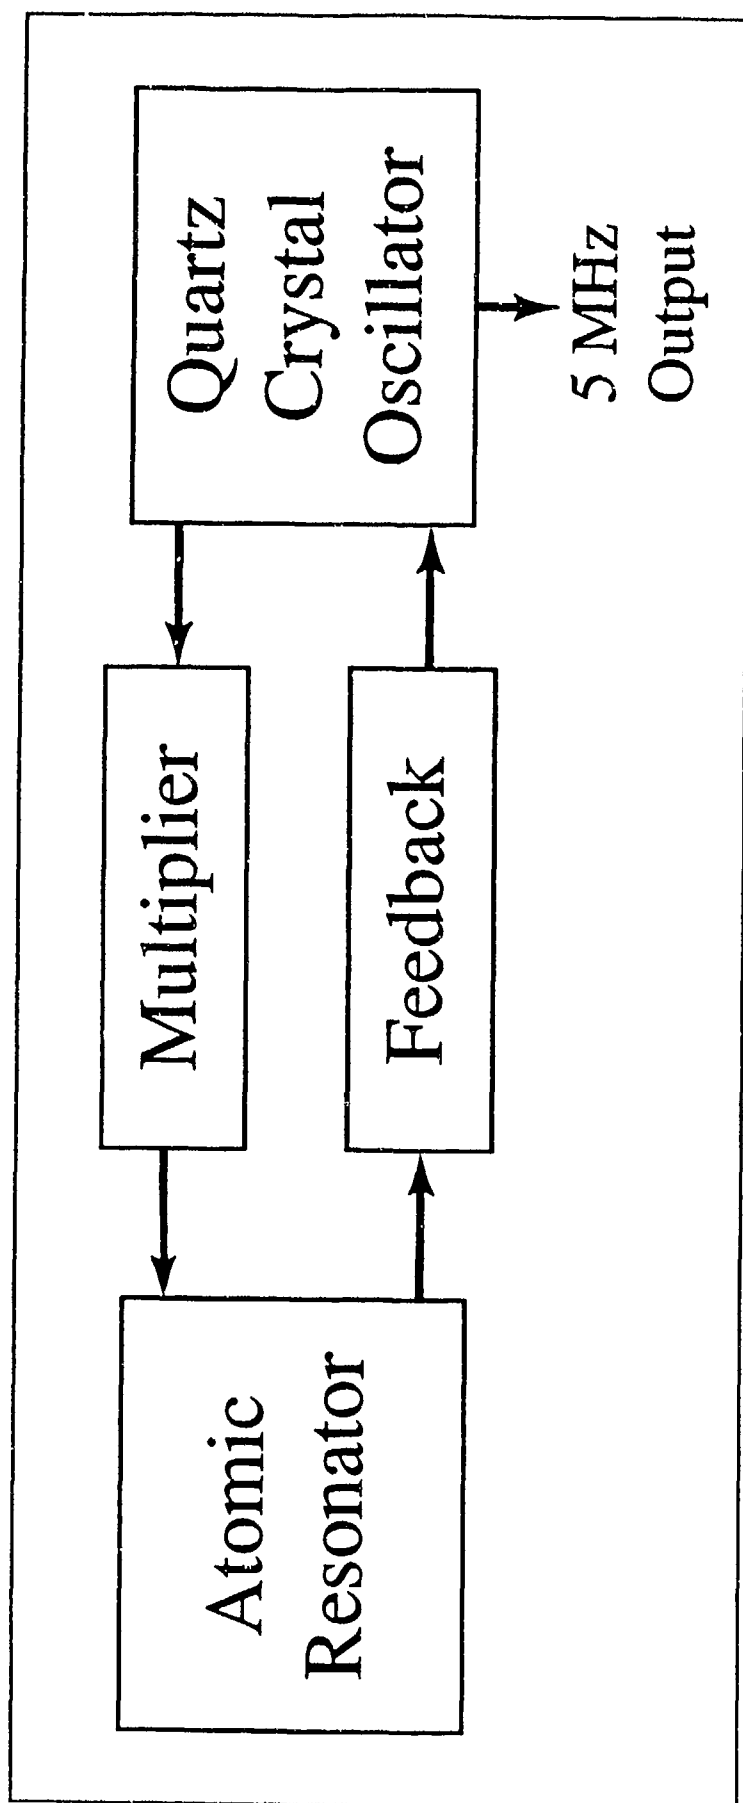 Atomic
Resonator
Multiplier
Feedback
Quartz
Crystal
Oscillator
5 MHz
Output